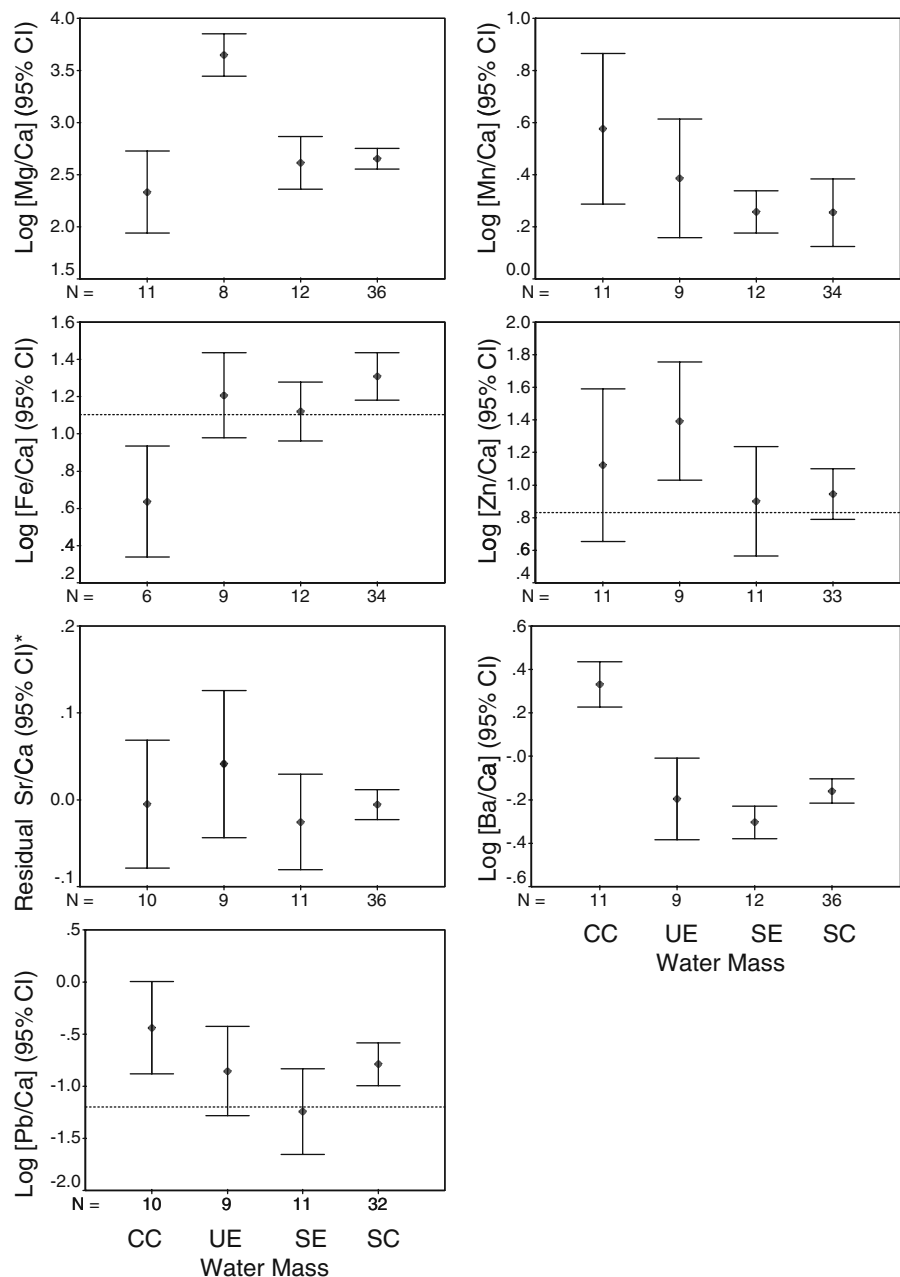 Log [Mg/Ca] (95% CI)
4.0
3.5
3.0
2.5
2.0
1.5
N = 11 8 12 36
Log [Mn/Ca] (95% CI)
1.0
.8
.6
.4
.2
0.0
N = 11 9 12 34
Log [Fe/Ca] (95% CI)
1.6
1.4
1.2
1.0
.8
.6
.4
.2
N = 6 9 12 34
Log [Zn/Ca] (95% CI)
2.0
1.8
1.6
1.4
1.2
1.0
.8
.6
.4
N = 11 9 11 33
Residual Sr/Ca (95% CI)*
.2
.1
0.0
-.1
N = 10 9 11 36
Log [Ba/Ca] (95% CI)
.6
.4
.2
-.0
-.2
-.4
-.6
N = 11 9 12 36
CC UE SE SC
Water Mass
Log [Pb/Ca] (95% CI)
.5
0.0
-.5
-1.0
-1.5
-2.0
N = 10 9 11 32
CC UE SE SC
Water Mass